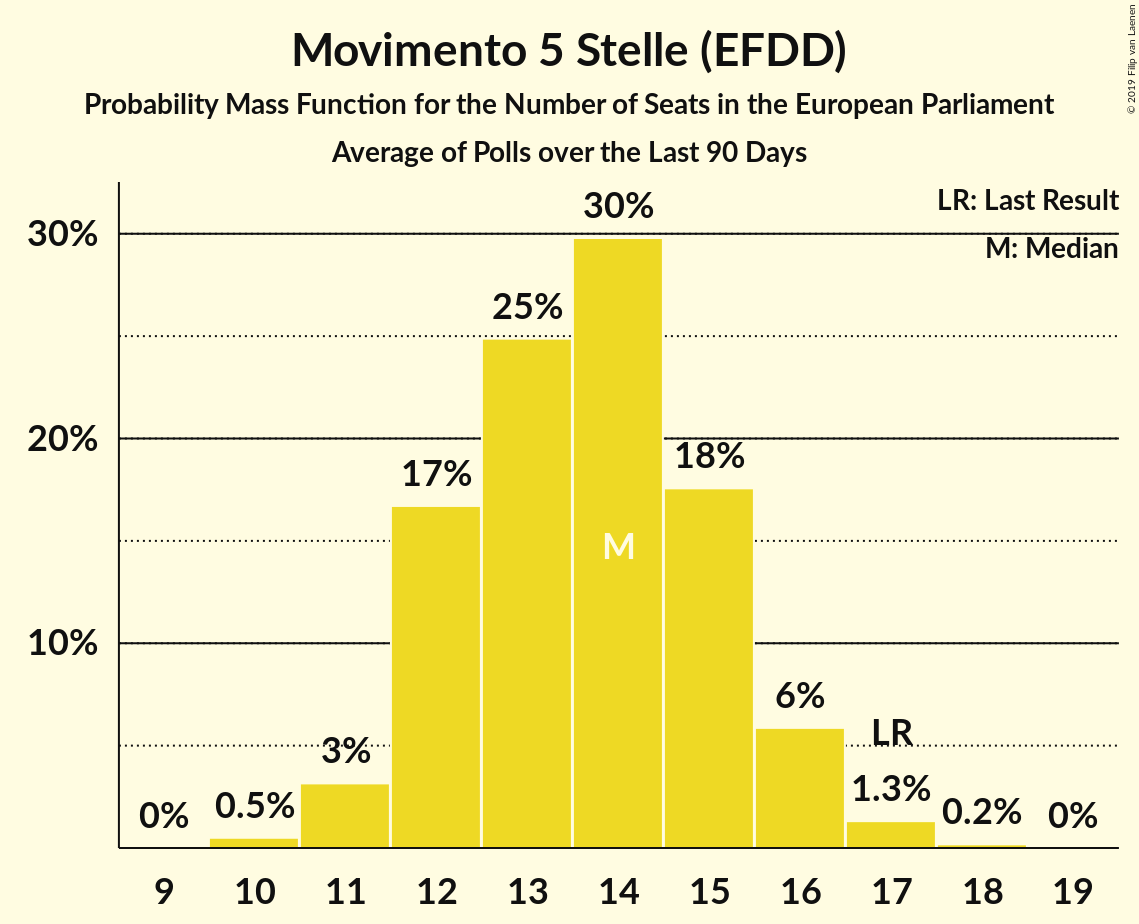 Movimento 5 Stelle (EFDD)
Probability Mass Function for the Number of Seats in the European Parliament
Average of Polls over the Last 90 Days
© 2019 Filip van Laenen
LR: Last Result
M: Median
30%
20%
10%
0%
0.5%
3%
17%
25%
30%
M
18%
6%
LR
1.3%
0.2%
0%
9 10 11 12 13 14 15 16 17 18 19